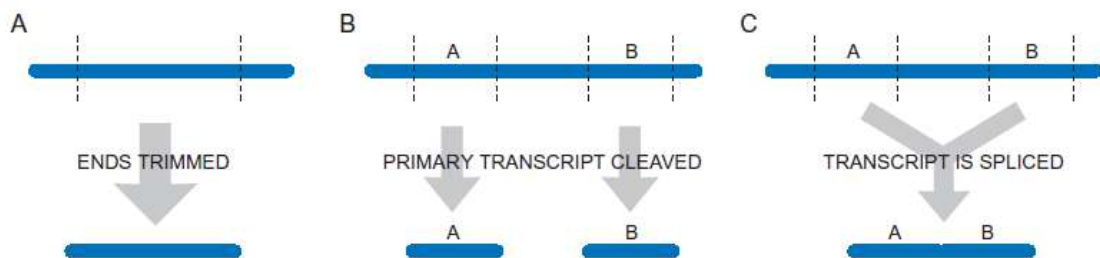 A
B
C
A B
A B
ENDS TRIMMED
PRIMARY TRANSCRIPT CLEAVED
TRANSCRIPT IS SPLICED
A B
A B